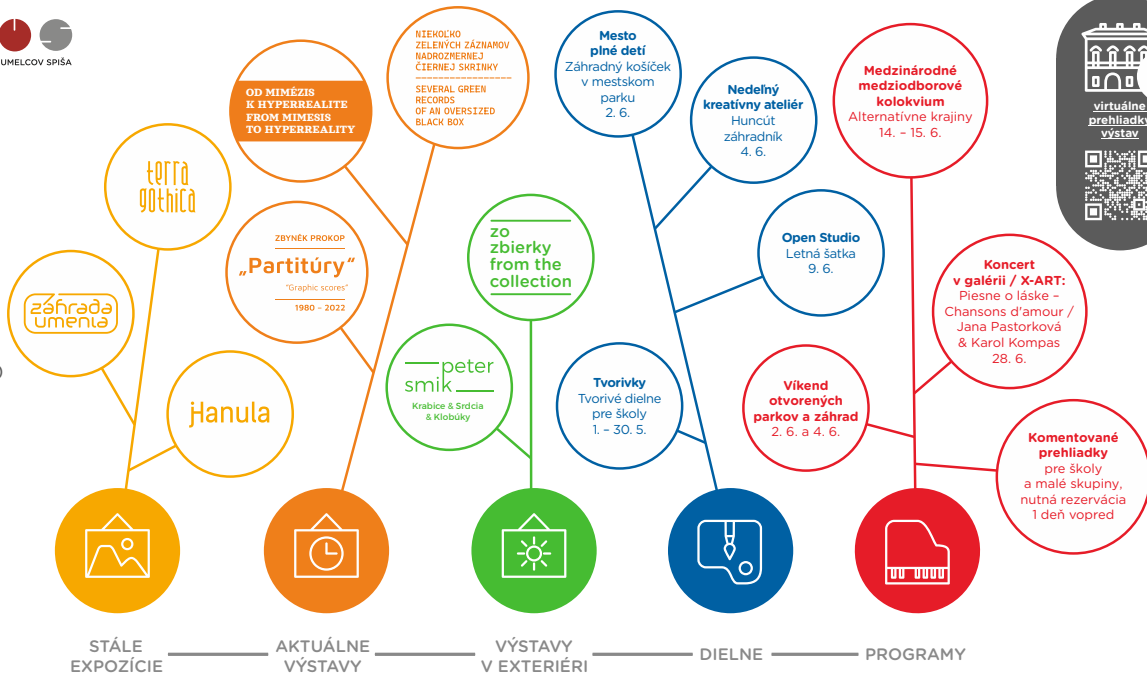 UMELCOV SPIŠA
terra
gothica
záhrada
umenia
Hanula
OD MIMÉZIS
K HYPERREALITE
FROM MIMESIS
TO HYPERREALITY
NIEKOĽKO
ZELENÝCH ZÁZNAMOV
NADROZMERNEJ
ČIERNEJ SKRINKY
SEVERAL GREEN
RECORDS
OF AN OVERSIZED
BLACK BOX
ZBYNĚK PROKOP
„Partitúry“
"Graphic scores"
1980 – 2022
zo
zbierky
from the
collection
peter
smik
Krabice & Srdcia
& Klobúky
Mesto
plné detí
Záhradný košíček
v mestskom
parku
2. 6.
Nedeľný
kreatívny ateliér
Huncút
záhradník
4. 6.
Open Studio
Letná šatka
9. 6.
Tvorivky
Tvorivé dielne
pre školy
1. – 30. 5.
Medzinárodné
medziodborové
kolokvium
Alternatívne krajiny
14. – 15. 6.
Koncert
v galérii / X-ART:
Piesne o láske –
Chansons d'amour /
Jana Pastorková
& Karol Kompas
28. 6.
Víkend
otvorených
parkov a záhrad
2. 6. a 4. 6.
Komentované
prehliadky
pre školy
a malé skupiny,
nutná rezervácia
1 deň vopred
virtuálne
prehliadky
výstav
STÁLE
EXPOZÍCIE
AKTUÁLNE
VÝSTAVY
VÝSTAVY
V EXTERIÉRI
DIELNE
PROGRAMY